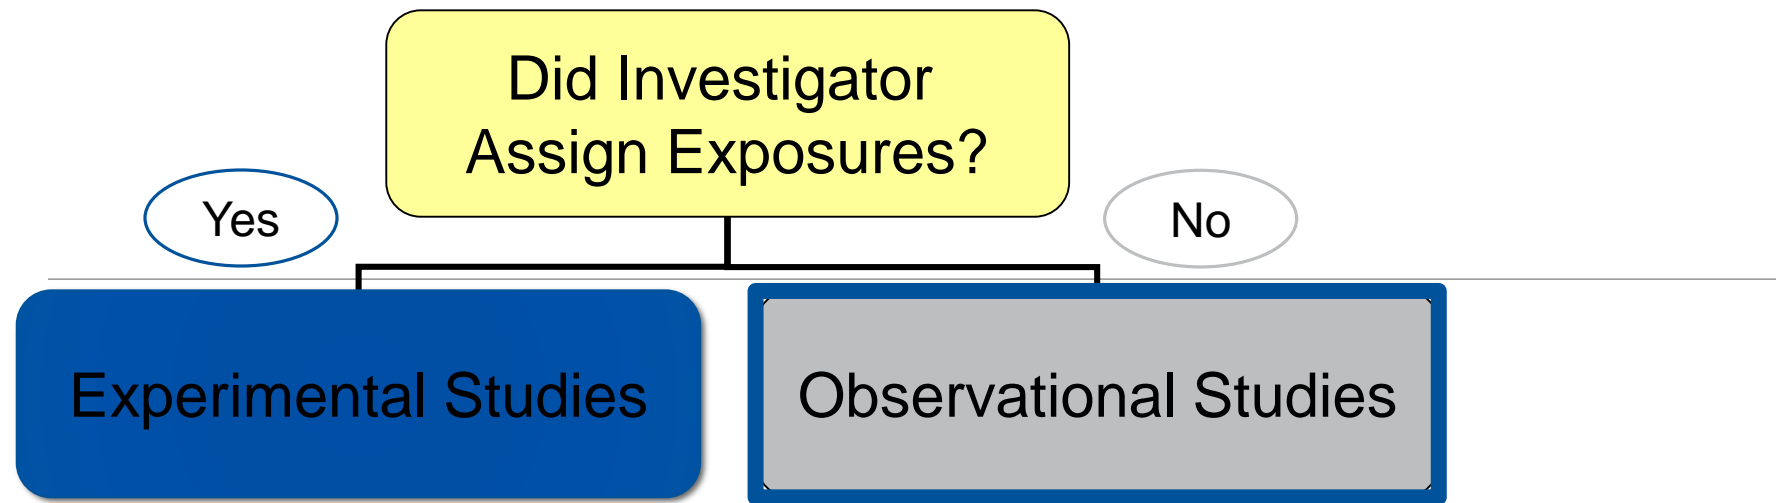 Did Investigator
Assign Exposures?
Yes
No
Experimental Studies
Observational Studies